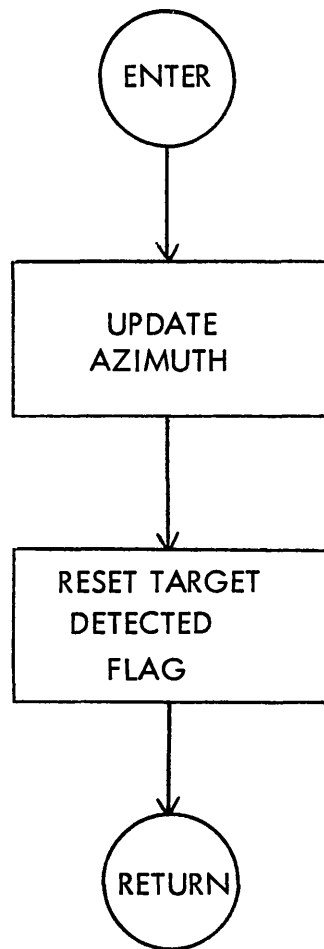 ENTER
UPDATE
AZIMUTH
RESET TARGET
DETECTED
FLAG
RETURN